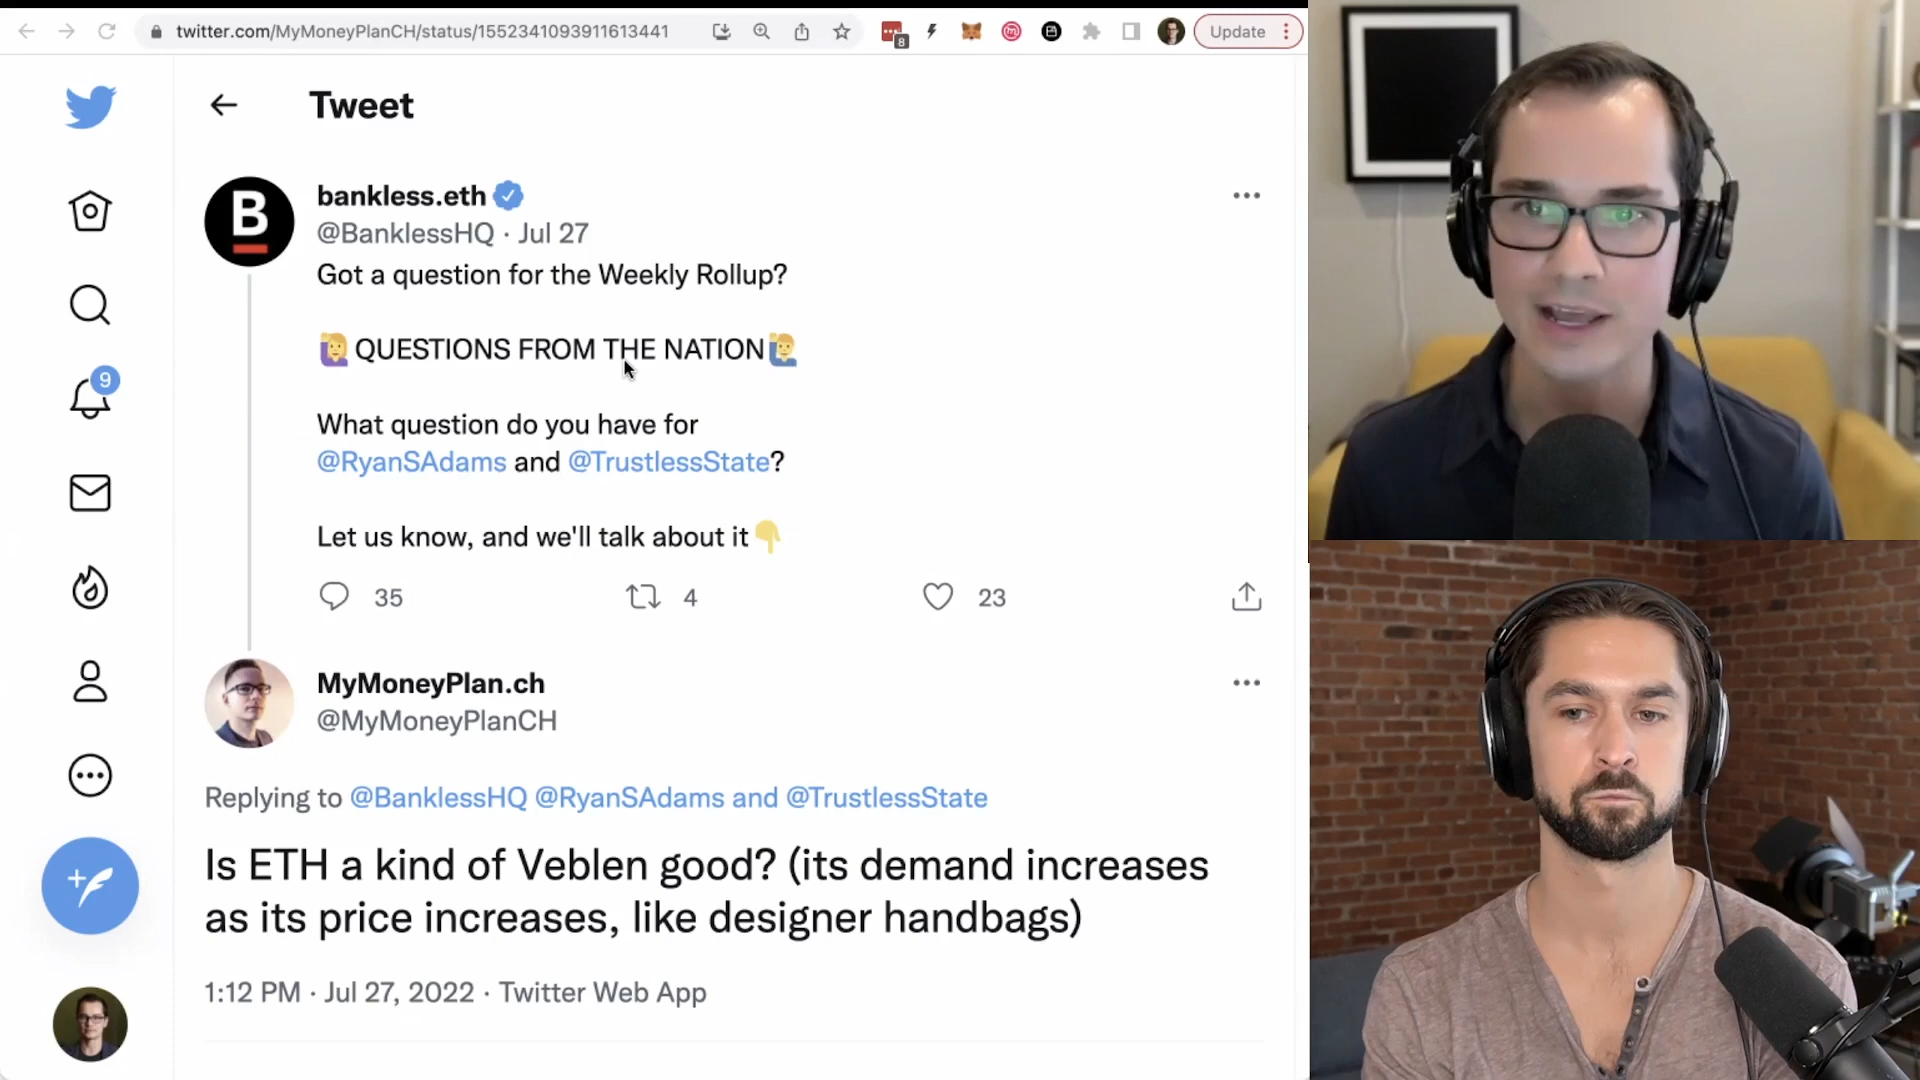 twitter.com/MyMoneyPlanCH/status/1552341093911613441
8
Update
Tweet
B
bankless.eth
@BanklessHQ · Jul 27
Got a question for the Weekly Rollup?
🙋‍♀️QUESTIONS FROM THE NATION🙋‍♂️
What question do you have for
@RyanSAdams and @TrustlessState?
Let us know, and we'll talk about it👇
35 4 23
9
MyMoneyPlan.ch
@MyMoneyPlanCH
Replying to @BanklessHQ @RyanSAdams and @TrustlessState
Is ETH a kind of Veblen good? (its demand increases
as its price increases, like designer handbags)
1:12 PM · Jul 27, 2022 · Twitter Web App